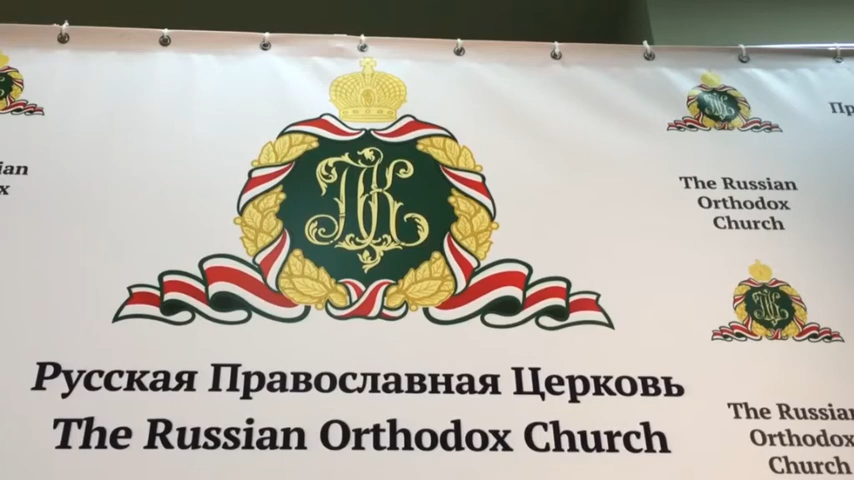 Русская Православная Церковь
The Russian Orthodox Church
The Russian
Orthodox
Church
The Russian
Orthodox
Church